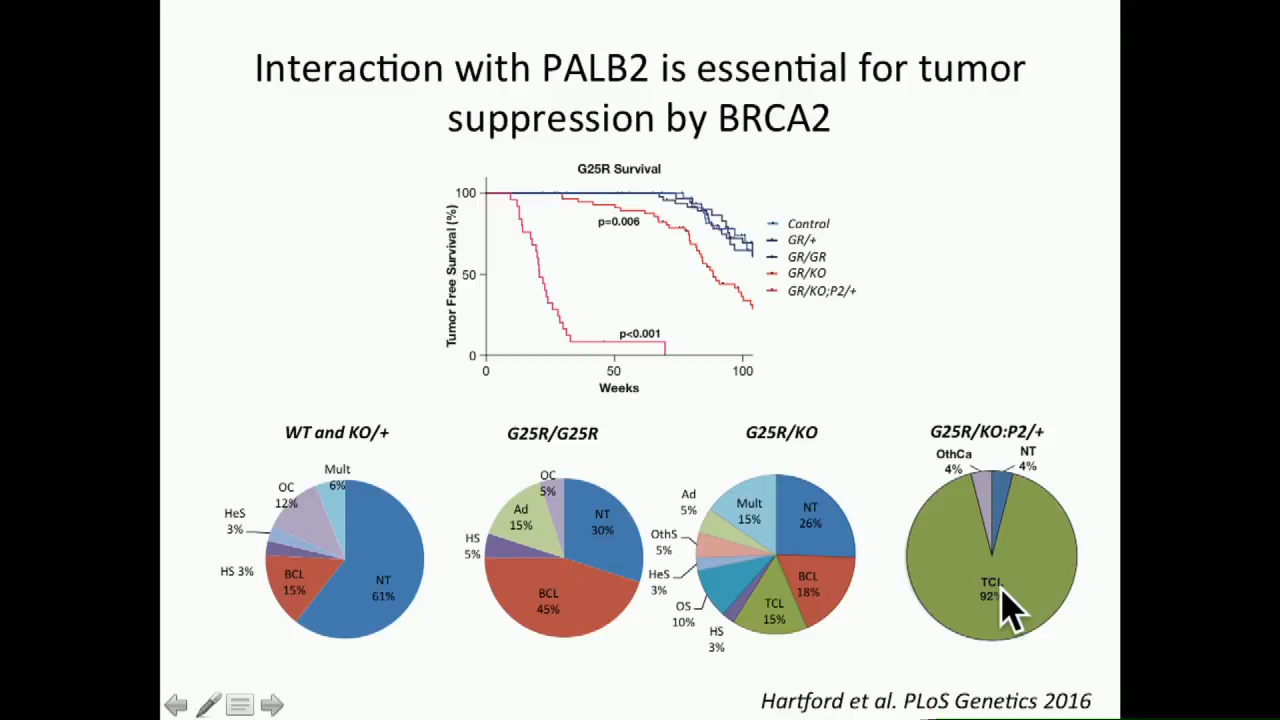 Interaction with PALB2 is essential for tumor
suppression by BRCA2
G25R Survival
Tumor Free Survival (%)
100
50
0
0
50
100
Weeks
p=0.006
p<0.001
Control
GR/+
GR/GR
GR/KO
GR/KO;P2/+
WT and KO/+
Mult
6%
OC
12%
HeS
3%
HS 3%
BCL
15%
NT
61%
G25R/G25R
OC
5%
Ad
15%
HS
5%
NT
30%
BCL
45%
G25R/KO
Ad
5%
Mult
15%
OthS
5%
HeS
3%
OS
10%
HS
3%
NT
26%
BCL
18%
TCL
15%
G25R/KO:P2/+
OthCa
4%
NT
4%
TCL
92%
Hartford et al. PLoS Genetics 2016